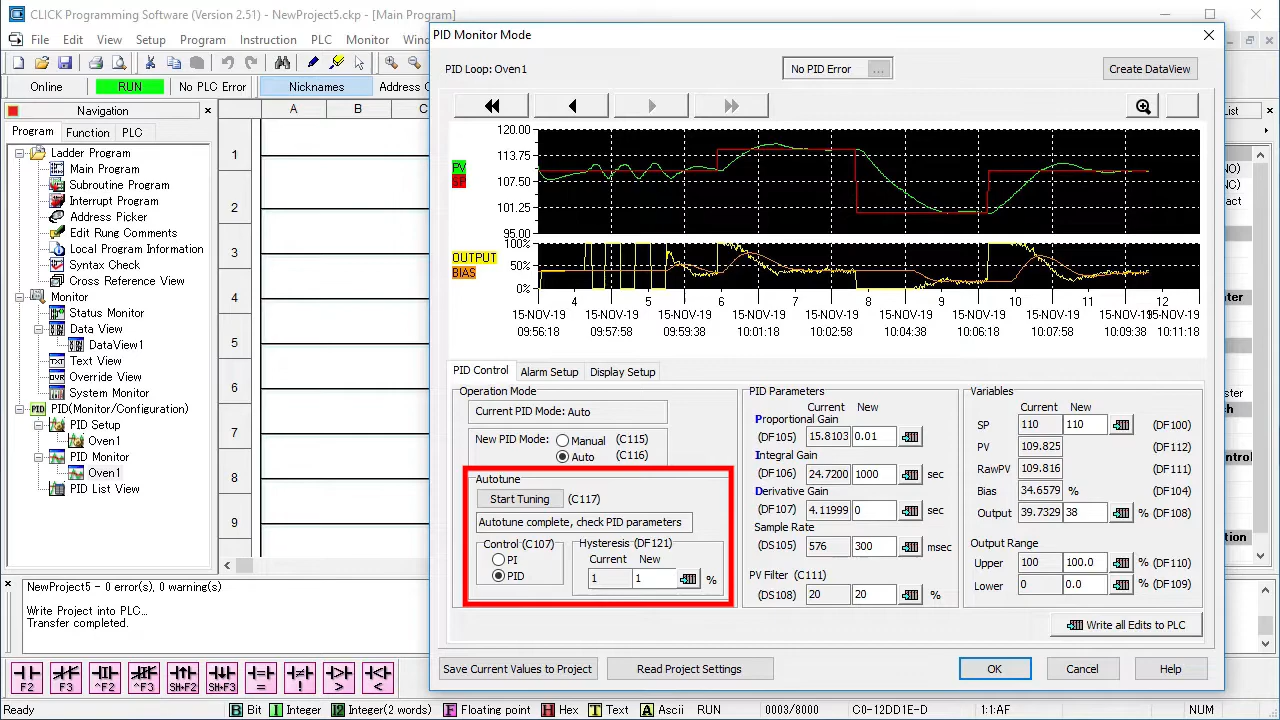 CLICK Programming Software (Version 2.51) - NewProject5.ckp - [Main Program]
File Edit View Setup Program Instruction PLC Monitor
Online RUN No PLC Error Nicknames
Navigation
Program Function PLC
Ladder Program
Main Program
Subroutine Program
Interrupt Program
Address Picker
Edit Rung Comments
Local Program Information
Syntax Check
Cross Reference View
Monitor
Status Monitor
Data View
DataView1
Text View
Override View
System Monitor
PID(Monitor/Configuration)
PID Setup
Oven1
PID Monitor
Oven1
PID List View
A B C
1
2
3
4
5
6
7
8
9
PID Monitor Mode
PID Loop: Oven1
No PID Error ...
Create DataView
120.00
113.75
107.50
101.25
95.00
PV
SP
100%
50%
0%
OUTPUT
BIAS
4 5 6 7 8 9 10 11 12
15-NOV-19 15-NOV-19 15-NOV-19 15-NOV-19 15-NOV-19 15-NOV-19 15-NOV-19 15-NOV-19 15-NOV-19 15-NOV-19
09:56:18 09:57:58 09:59:38 10:01:18 10:02:58 10:04:38 10:06:18 10:07:58 10:09:38 10:11:18
PID Control Alarm Setup Display Setup
Operation Mode
Current PID Mode: Auto
New PID Mode: Manual (C115)
Auto (C116)
Autotune
Start Tuning (C117)
Autotune complete, check PID parameters
Control (C107)
PI
PID
Hysteresis (DF121)
Current New
1 1 %
PID Parameters
Current New
Proportional Gain
(DF105) 15.8103 0.01
Integral Gain
(DF106) 24.7200 1000 sec
Derivative Gain
(DF107) 4.11999 0 sec
Sample Rate
(DS105) 576 300 msec
PV Filter (C111)
(DS108) 20 20 %
Variables
Current New
SP 110 110 (DF100)
PV 109.825 (DF112)
RawPV 109.816 (DF111)
Bias 34.6579 % (DF104)
Output 39.7329 38 % (DF108)
Output Range
Upper 100 100.0 % (DF110)
Lower 0 0.0 % (DF109)
Write all Edits to PLC
Save Current Values to Project Read Project Settings OK Cancel Help
NewProject5 - 0 error(s), 0 warning(s)
Write Project into PLC...
Transfer completed.
F2 F3 ^F2 ^F3 SH+F2 SH+F3 = ! > <
Ready Bit Integer Integer(2 words) Floating point Hex Text Ascii RUN 0003/8000 C0-12DD1E-D 1:1:AF NUM